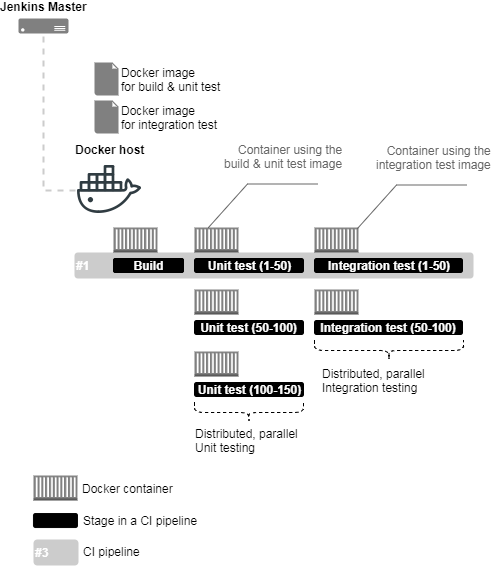 Jenkins Master
Docker image
for build & unit test
Docker image
for integration test
Docker host
Container using the
build & unit test image
Container using the
integration test image
#1
Build
Unit test (1-50)
Integration test (1-50)
Unit test (50-100)
Integration test (50-100)
Unit test (100-150)
Distributed, parallel
Integration testing
Distributed, parallel
Unit testing
Docker container
Stage in a CI pipeline
#3
CI pipeline